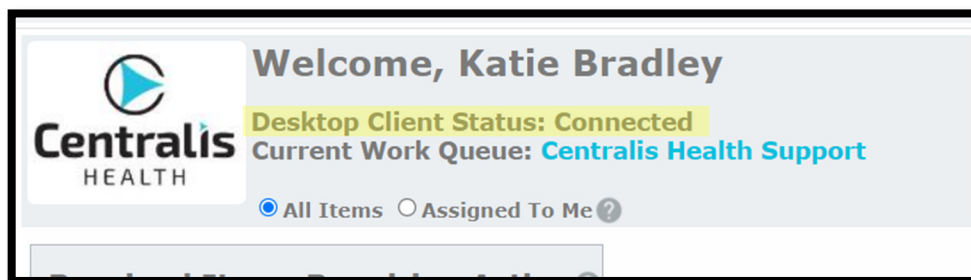 Centralis
HEALTH
Welcome, Katie Bradley
Desktop Client Status: Connected
Current Work Queue: Centralis Health Support
All Items Assigned To Me ?